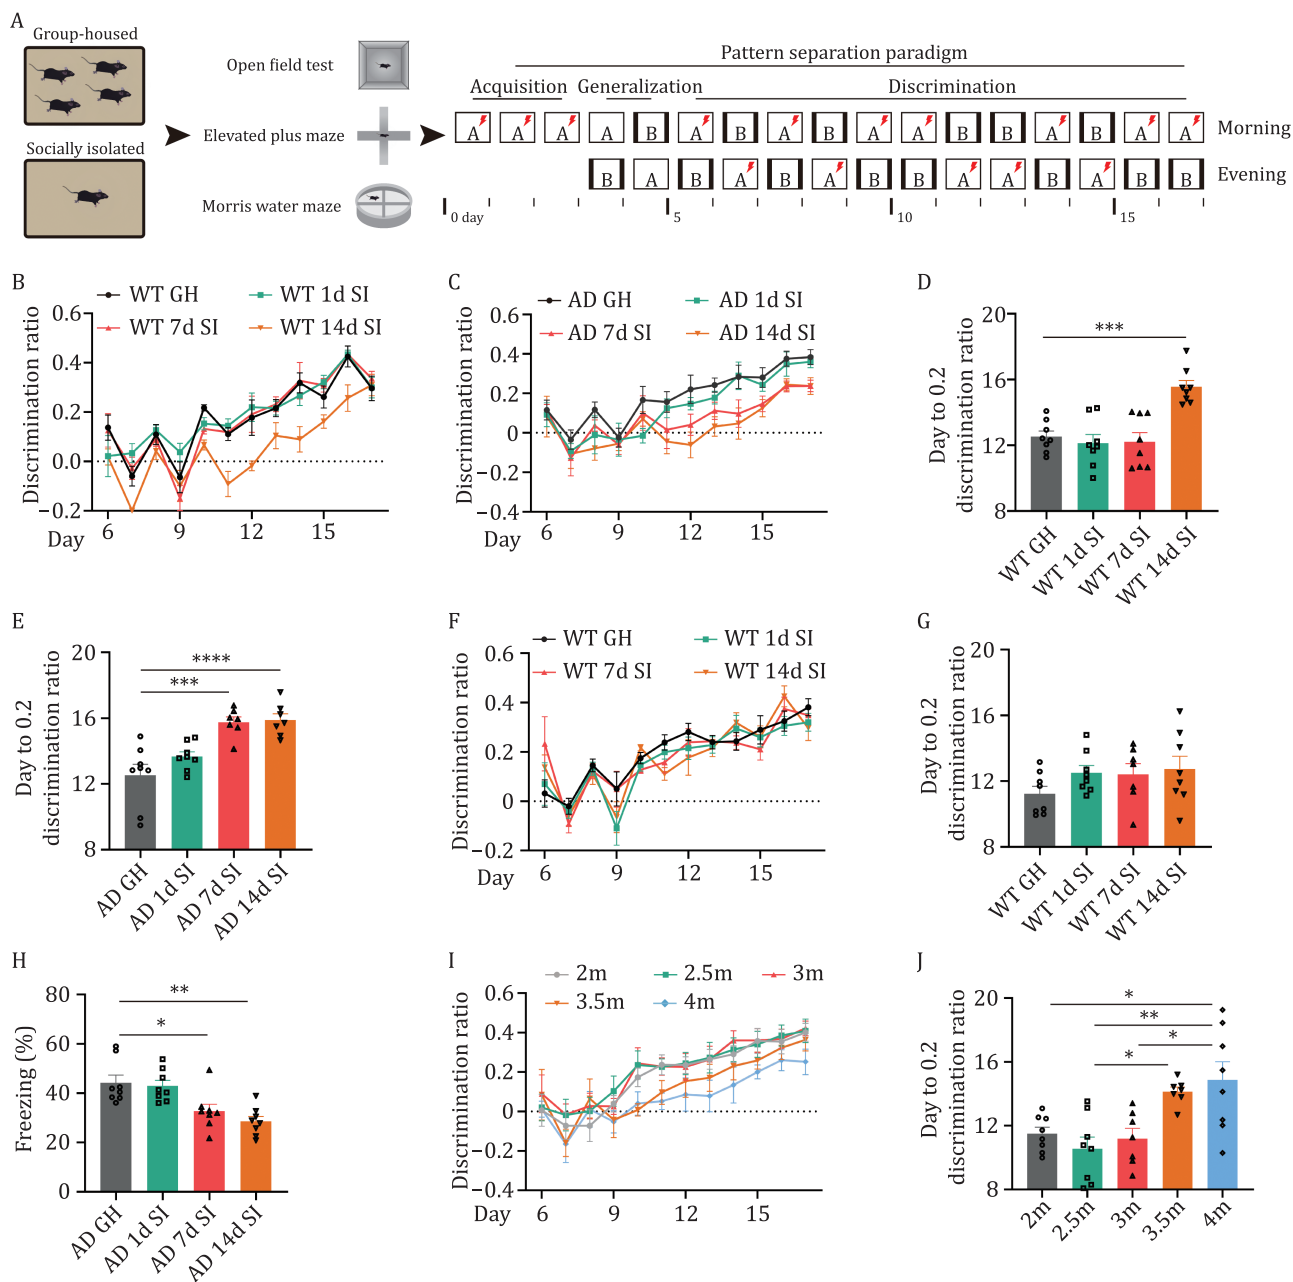 A
Group-housed
Socially isolated
Open field test
Elevated plus maze
Morris water maze
Pattern separation paradigm
Acquisition Generalization Discrimination
A A A A B A B A B A A B B A B A A Morning
B A B A B A B B A A B A B B Evening
0 day 5 10 15
B
WT GH WT 1d SI
WT 7d SI WT 14d SI
Discrimination ratio
0.6
0.4
0.2
0.0
−0.2
Day 6 9 12 15
C
AD GH AD 1d SI
AD 7d SI AD 14d SI
Discrimination ratio
0.6
0.4
0.2
0
−0.2
−0.4
Day 6 9 12 15
D
Day to 0.2
discrimination ratio
20
16
12
8
***
WT GH WT 1d SI WT 7d SI WT 14d SI
E
Day to 0.2
discrimination ratio
20
16
12
8
****
***
AD GH AD 1d SI AD 7d SI AD 14d SI
F
WT GH WT 1d SI
WT 7d SI WT 14d SI
Discrimination ratio
0.6
0.4
0.2
0
−0.2
Day 6 9 12 15
G
Day to 0.2
discrimination ratio
20
16
12
8
WT GH WT 1d SI WT 7d SI WT 14d SI
H
Freezing (%)
80
60
40
20
0
**
*
AD GH AD 1d SI AD 7d SI AD 14d SI
I
2m 2.5m 3m
3.5m 4m
Discrimination ratio
0.6
0.4
0.2
0
−0.2
−0.4
Day 6 9 12 15
J
Day to 0.2
discrimination ratio
20
16
12
8
*
**
*
*
2m 2.5m 3m 3.5m 4m